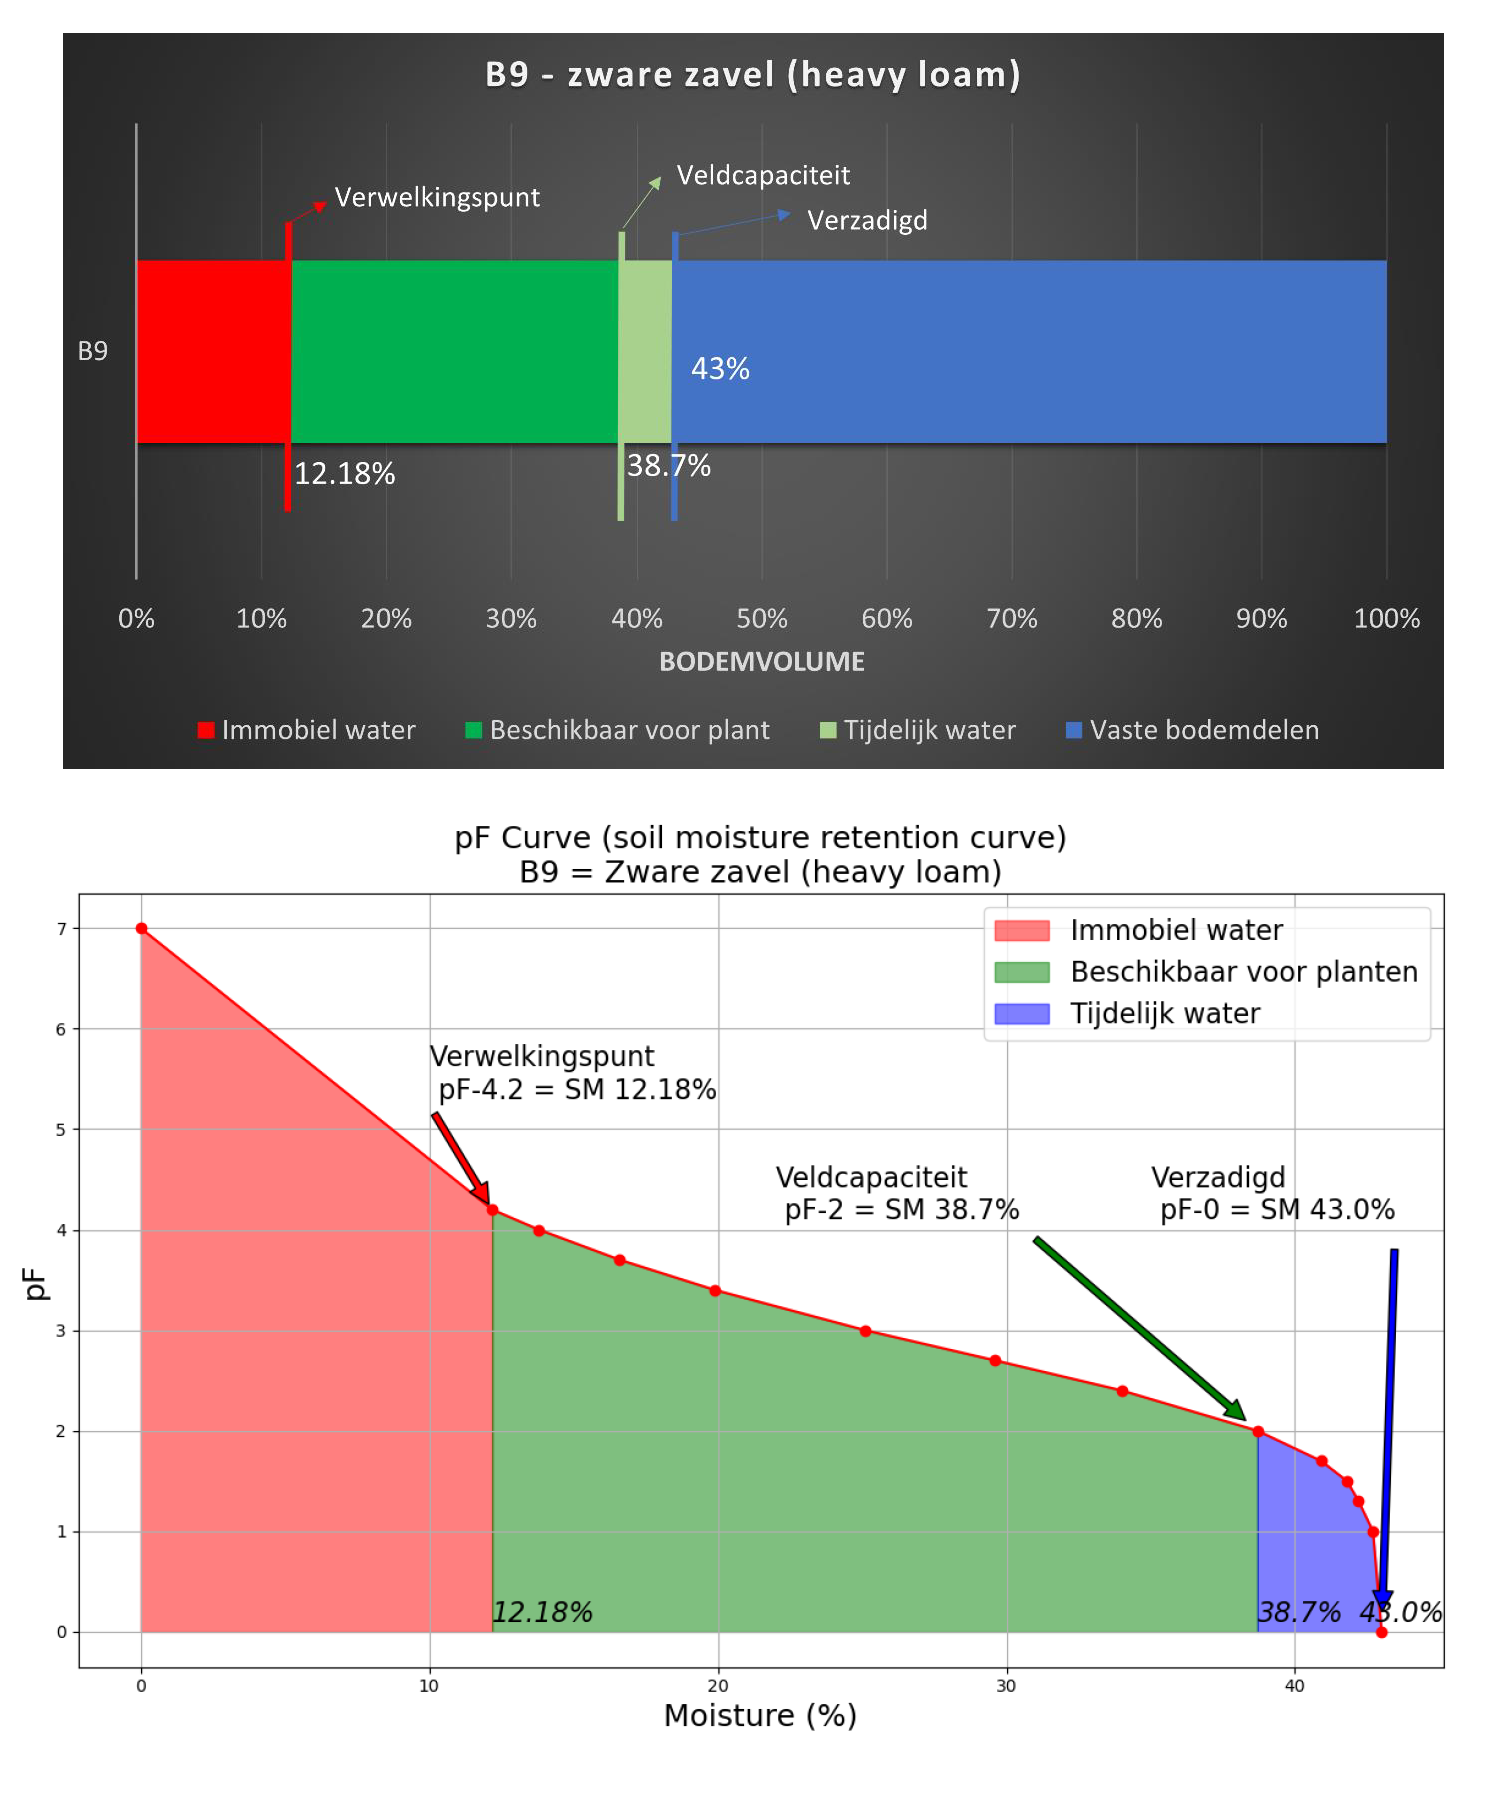 B9 - zware zavel (heavy loam)
Veldcapaciteit
Verwelkingspunt
Verzadigd
B9
43%
12.18%
38.7%
0% 10% 20% 30% 40% 50% 60% 70% 80% 90% 100%
BODEMVOLUME
Immobiel water Beschikbaar voor plant Tijdelijk water Vaste bodemdelen
pF Curve (soil moisture retention curve)
B9 = Zware zavel (heavy loam)
Immobiel water
Beschikbaar voor planten
Tijdelijk water
Verwelkingspunt
pF-4.2 = SM 12.18%
Veldcapaciteit
pF-2 = SM 38.7%
Verzadigd
pF-0 = SM 43.0%
7
6
5
4
3
2
1
0
pF
12.18% 38.7% 43.0%
0 10 20 30 40
Moisture (%)